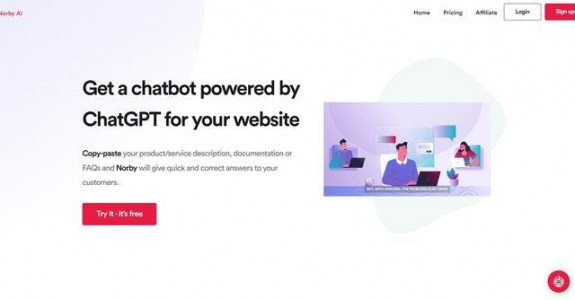 Norby AI
Home Pricing Affiliate Login Sign up
Get a chatbot powered by
ChatGPT for your website
Copy-paste your product/service description, documentation or
FAQs and Norby will give quick and correct answers to your
customers.
Try it - it's free